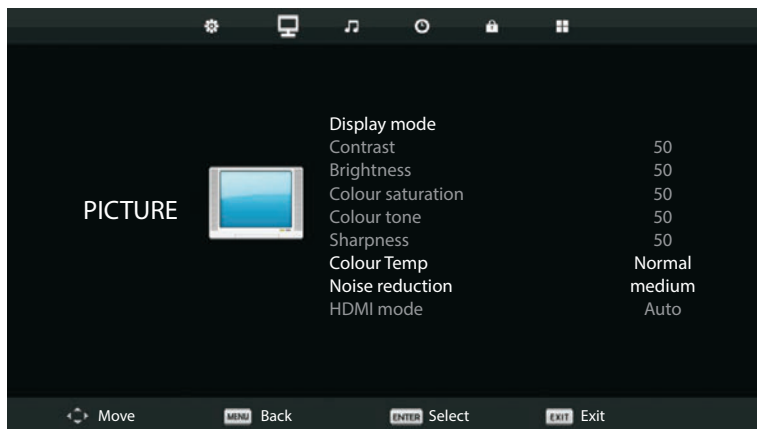 PICTURE
Display mode
Contrast 50
Brightness 50
Colour saturation 50
Colour tone 50
Sharpness 50
Colour Temp Normal
Noise reduction medium
HDMI mode Auto
Move MENU Back ENTER Select EXIT Exit